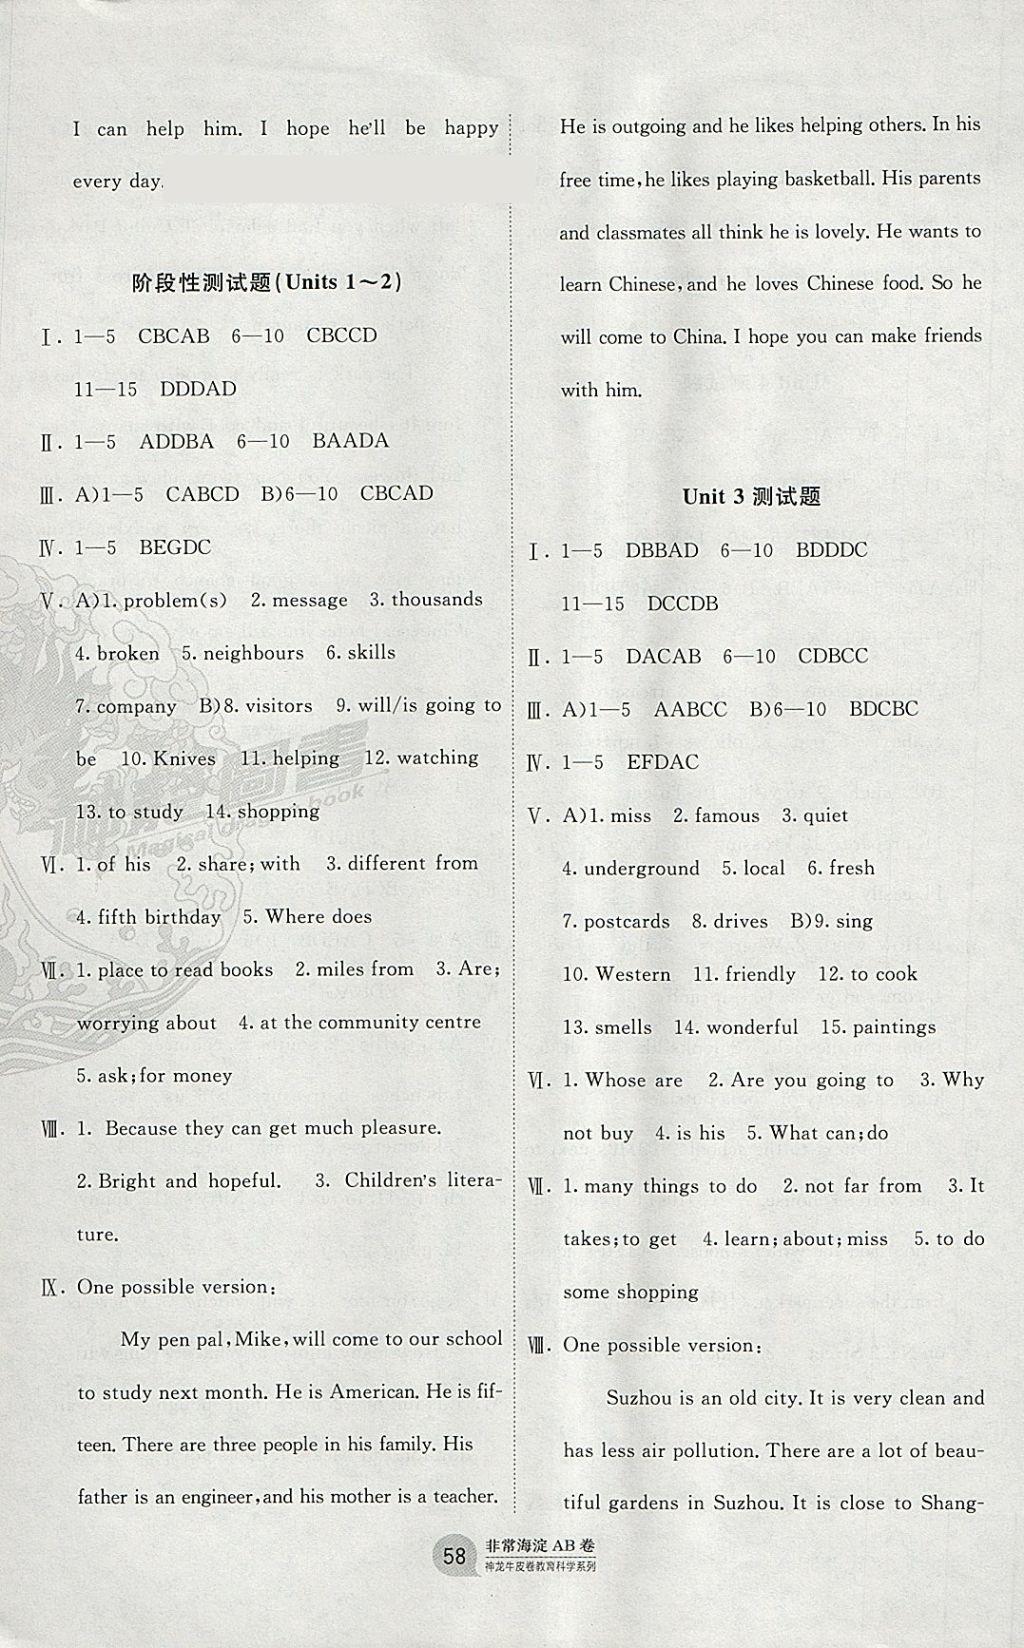 I can help him. I hope he'll be happy
every day.
阶段性测试题(Units 1～2)
Ⅰ. 1—5 CBCAB 6—10 CBCCD
11—15 DDDAD
Ⅱ. 1—5 ADDBA 6—10 BAADA
Ⅲ. A)1—5 CABCD B)6—10 CBCAD
Ⅳ. 1—5 BEGDC
Ⅴ. A)1. problem(s) 2. message 3. thousands
4. broken 5. neighbours 6. skills
7. company B)8. visitors 9. will/is going to
be 10. Knives 11. helping 12. watching
13. to study 14. shopping
Ⅵ. 1. of his 2. share; with 3. different from
4. fifth birthday 5. Where does
Ⅶ. 1. place to read books 2. miles from 3. Are;
worrying about 4. at the community centre
5. ask; for money
Ⅷ. 1. Because they can get much pleasure.
2. Bright and hopeful. 3. Children's litera-
ture.
Ⅸ. One possible version:
My pen pal, Mike, will come to our school
to study next month. He is American. He is fif-
teen. There are three people in his family. His
father is an engineer, and his mother is a teacher.
He is outgoing and he likes helping others. In his
free time, he likes playing basketball. His parents
and classmates all think he is lovely. He wants to
learn Chinese, and he loves Chinese food. So he
will come to China. I hope you can make friends
with him.
Unit 3 测试题
Ⅰ. 1—5 DBBAD 6—10 BDDDC
11—15 DCCDB
Ⅱ. 1—5 DACAB 6—10 CDBCC
Ⅲ. A)1—5 AABCC B)6—10 BDCBC
Ⅳ. 1—5 EFDAC
Ⅴ. A)1. miss 2. famous 3. quiet
4. underground 5. local 6. fresh
7. postcards 8. drives B)9. sing
10. Western 11. friendly 12. to cook
13. smells 14. wonderful 15. paintings
Ⅵ. 1. Whose are 2. Are you going to 3. Why
not buy 4. is his 5. What can; do
Ⅶ. 1. many things to do 2. not far from 3. It
takes; to get 4. learn; about; miss 5. to do
some shopping
Ⅷ. One possible version:
Suzhou is an old city. It is very clean and
has less air pollution. There are a lot of beau-
tiful gardens in Suzhou. It is close to Shang-
58
非常海淀 AB 卷
神龙牛皮卷教育科学系列